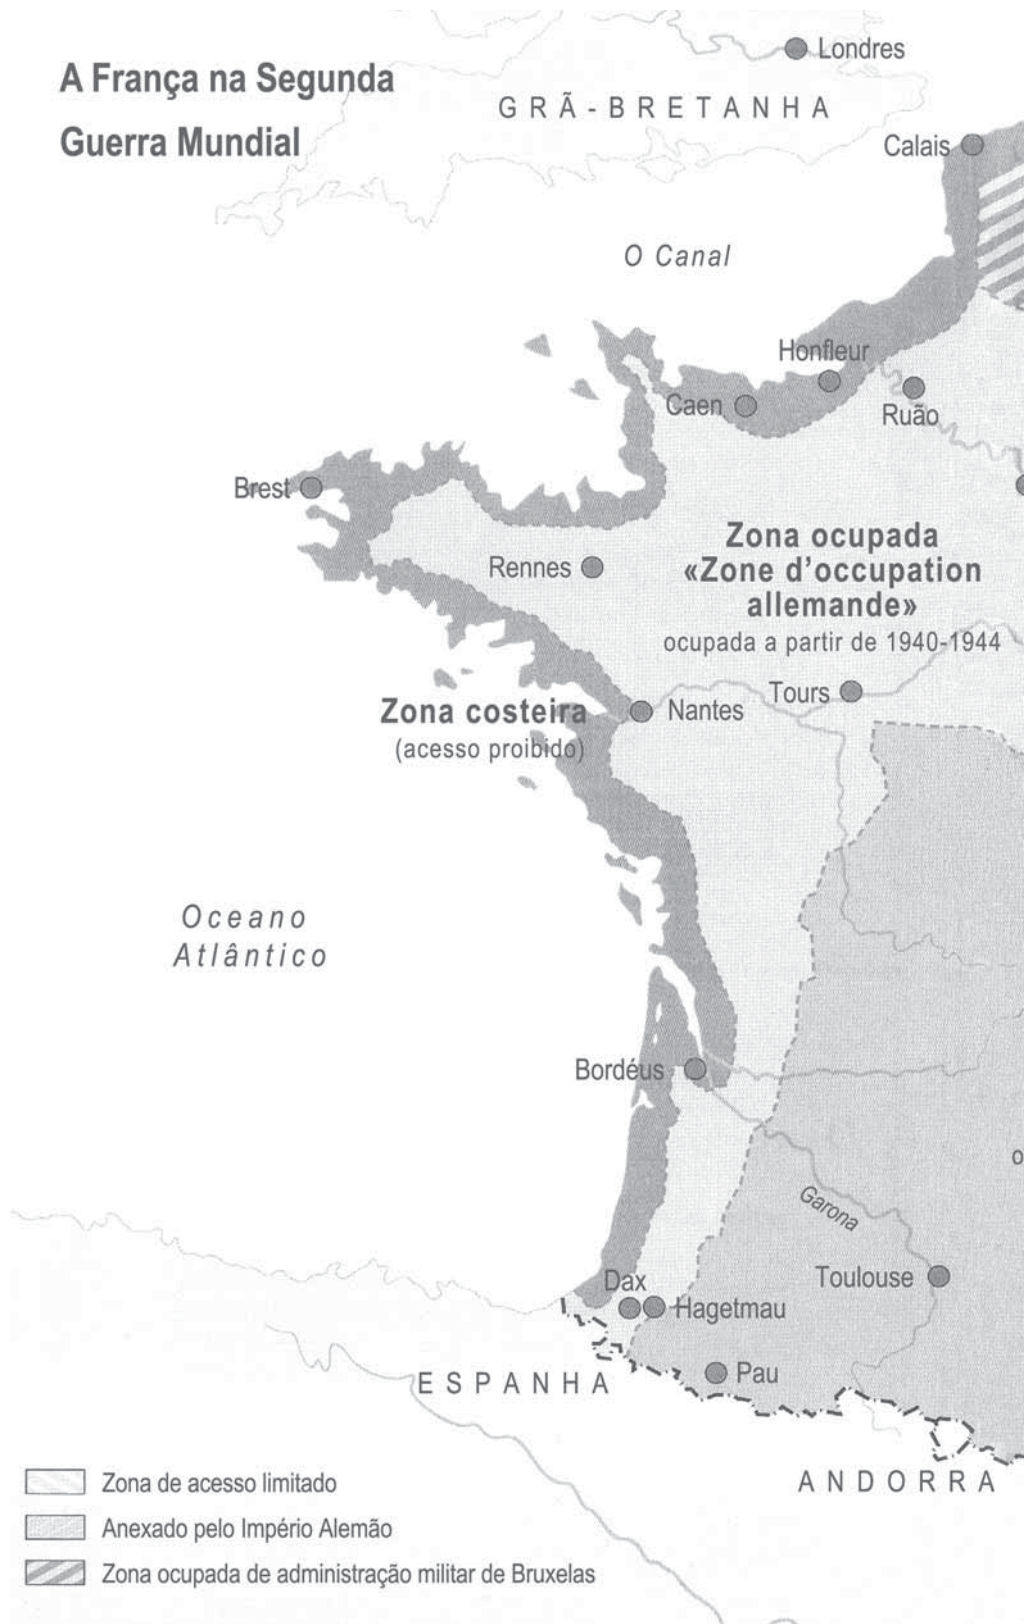 A França na Segunda
Guerra Mundial
Londres
GRÃ-BRETANHA
Calais
O Canal
Honfleur
Caen
Ruão
Brest
Zona ocupada
«Zone d’occupation
allemande»
ocupada a partir de 1940-1944
Rennes
Tours
Zona costeira
(acesso proibido)
Nantes
Oceano
Atlântico
Bordéus
o
Garona
Toulouse
Dax
Hagetmau
Pau
ESPANHA
ANDORRA
Zona de acesso limitado
Anexado pelo Império Alemão
Zona ocupada de administração militar de Bruxelas